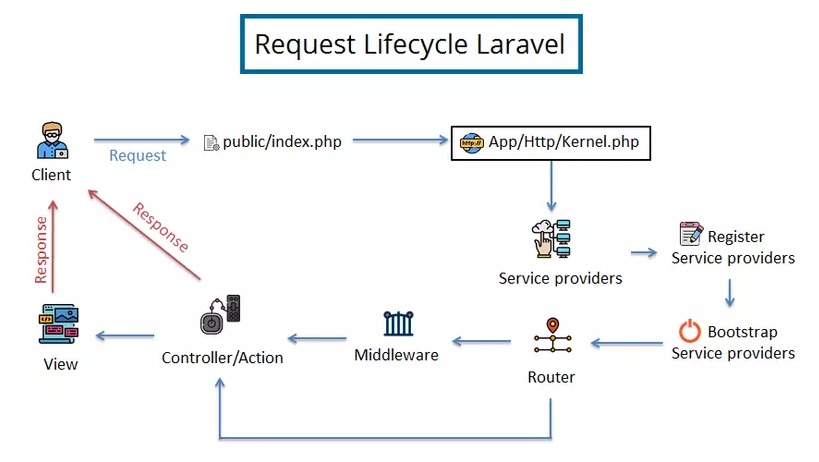 Request Lifecycle Laravel
Client
Request
public/index.php
http://
App/Http/Kernel.php
Response
Response
Service providers
Register
Service providers
Bootstrap
Service providers
Router
Middleware
Controller/Action
View